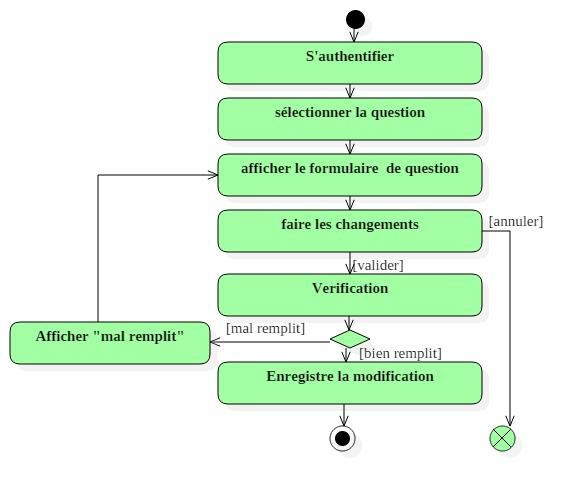 S'authentifier
sélectionner la question
afficher le formulaire de question
faire les changements
[annuler]
[valider]
Verification
[mal remplit]
Afficher "mal remplit"
[bien remplit]
Enregistre la modification